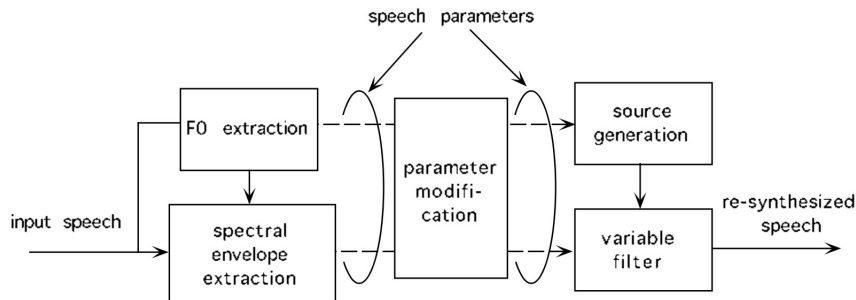 speech parameters
F0 extraction
source
generation
parameter
modifi-
cation
input speech
spectral
envelope
extraction
variable
filter
re-synthesized
speech